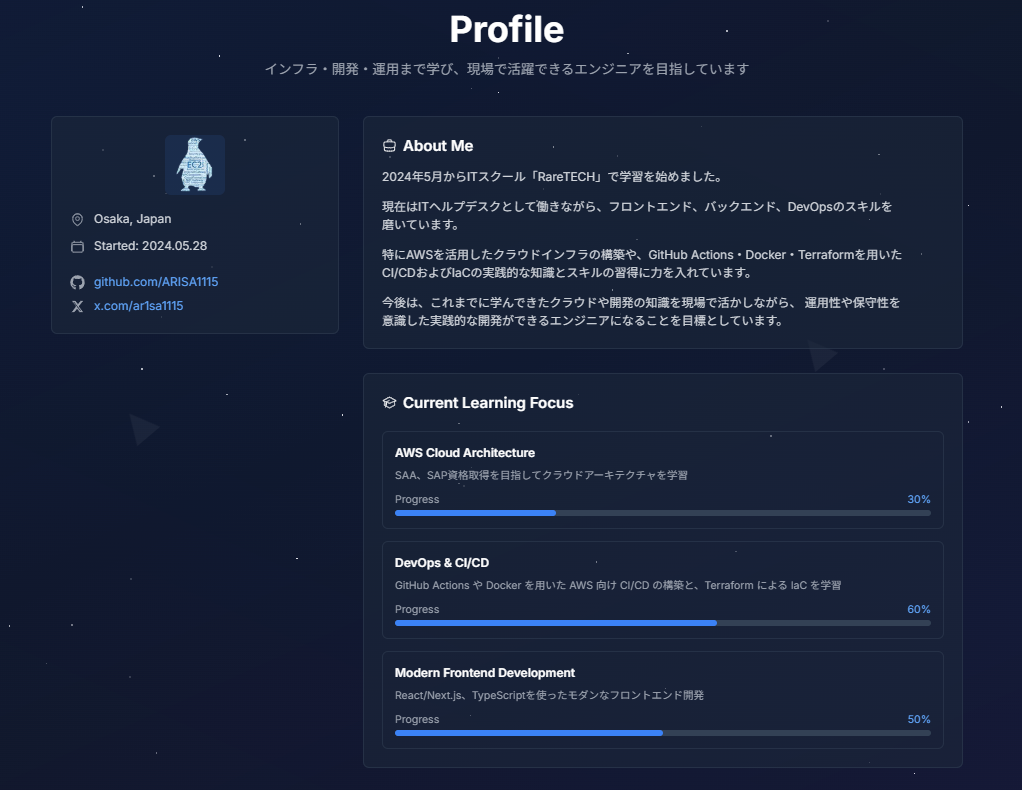 Profile
インフラ・開発・運用まで学び、現場で活躍できるエンジニアを目指しています
EC2
Osaka, Japan
Started: 2024.05.28
github.com/ARISA1115
x.com/ar1sa1115
About Me
2024年5月からITスクール「RareTECH」で学習を始めました。
現在はITヘルプデスクとして働きながら、フロントエンド、バックエンド、DevOpsのスキルを
磨いています。
特にAWSを活用したクラウドインフラの構築や、GitHub Actions・Docker・Terraformを用いた
CI/CDおよびIaCの実践的な知識とスキルの習得に力を入れています。
今後は、これまでに学んできたクラウドや開発の知識を現場で活かしながら、 運用性や保守性を
意識した実践的な開発ができるエンジニアになることを目標としています。
Current Learning Focus
AWS Cloud Architecture
SAA、SAP資格取得を目指してクラウドアーキテクチャを学習
Progress 30%
DevOps & CI/CD
GitHub Actions や Docker を用いた AWS 向け CI/CD の構築と、Terraform による IaC を学習
Progress 60%
Modern Frontend Development
React/Next.js、TypeScriptを使ったモダンなフロントエンド開発
Progress 50%